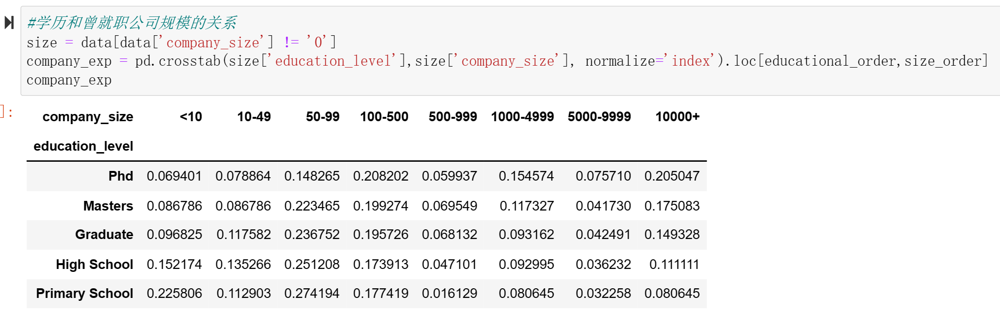 #学历和曾就职公司规模的关系
size = data[data['company_size'] != '0']
company_exp = pd.crosstab(size['education_level'],size['company_size'], normalize='index').loc[educational_order,size_order]
company_exp
]:
company_size <10 10-49 50-99 100-500 500-999 1000-4999 5000-9999 10000+
education_level
Phd 0.069401 0.078864 0.148265 0.208202 0.059937 0.154574 0.075710 0.205047
Masters 0.086786 0.086786 0.223465 0.199274 0.069549 0.117327 0.041730 0.175083
Graduate 0.096825 0.117582 0.236752 0.195726 0.068132 0.093162 0.042491 0.149328
High School 0.152174 0.135266 0.251208 0.173913 0.047101 0.092995 0.036232 0.111111
Primary School 0.225806 0.112903 0.274194 0.177419 0.016129 0.080645 0.032258 0.080645